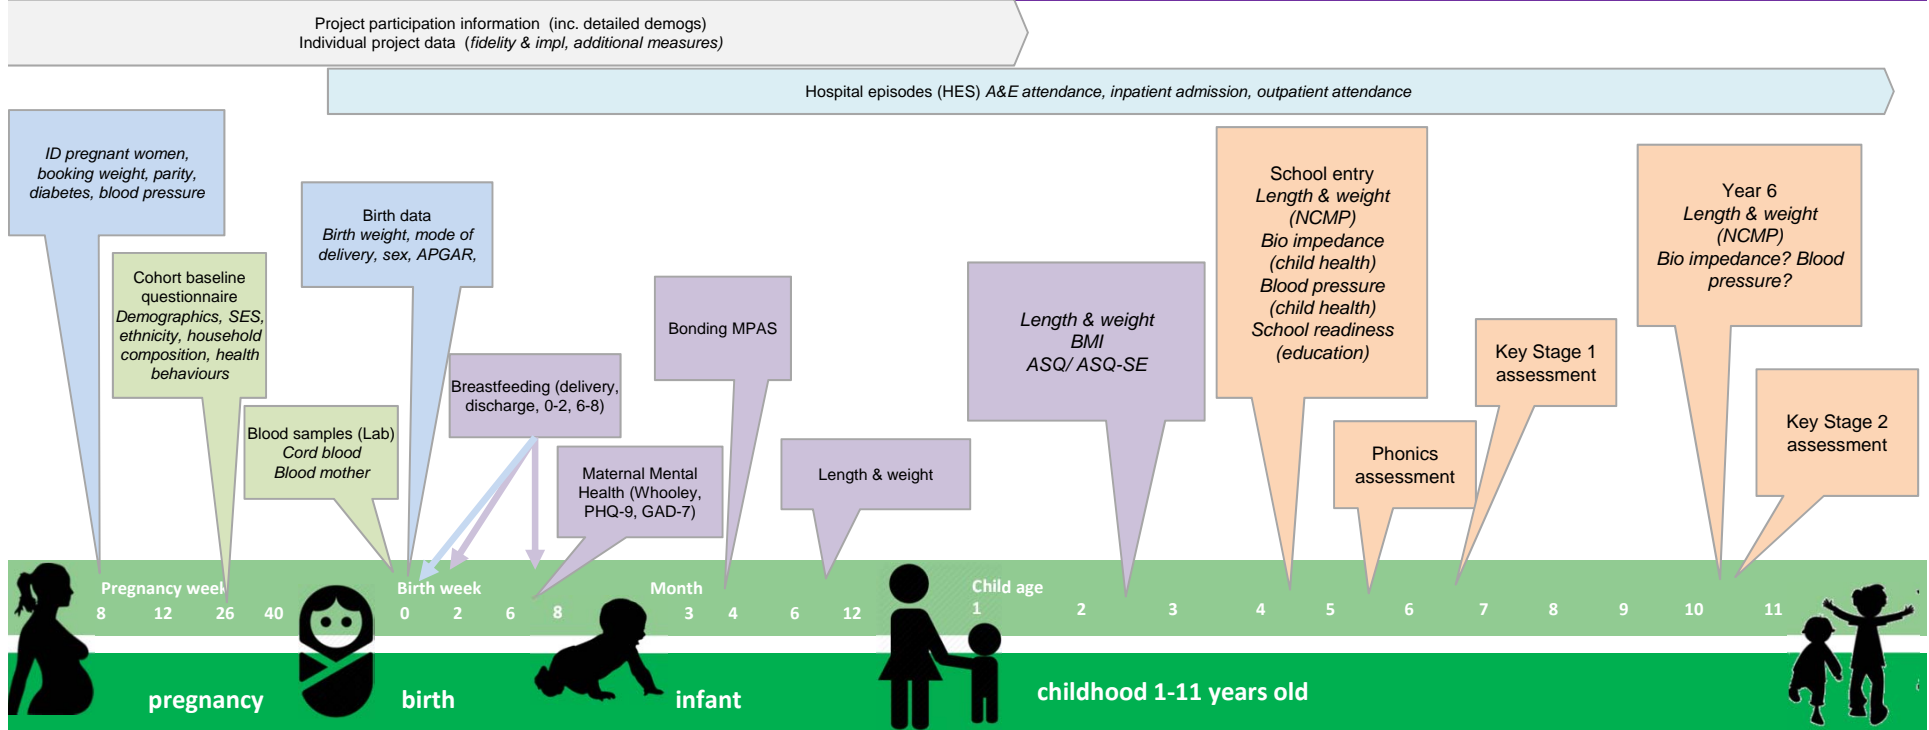 Project participation information  (inc. detailed demogs)
Individual project data  (fidelity & impl, additional measures)
Hospital episodes (HES) A&E attendance, inpatient admission, outpatient attendance
ID pregnant women,
booking weight, parity,
diabetes, blood pressure
Cohort baseline
questionnaire
Demographics, SES,
ethnicity, household
composition, health
behaviours
Blood samples (Lab)
Cord blood
Blood mother
Birth data
Birth weight, mode of
delivery, sex, APGAR,
Breastfeeding (delivery,
discharge, 0-2, 6-8)
Maternal Mental
Health (Whooley,
PHQ-9, GAD-7)
Bonding MPAS
Length & weight
Length & weight
BMI
ASQ/ ASQ-SE
School entry
Length & weight
(NCMP)
Bio impedance
(child health)
Blood pressure
(child health)
School readiness
(education)
Phonics
assessment
Key Stage 1
assessment
Year 6
Length & weight
(NCMP)
Bio impedance? Blood
pressure?
Key Stage 2
assessment
Pregnancy week
8 12 26 40
Birth week
0 2 6 8
Month
3 4 6 12
Child age
1 2 3 4 5 6 7 8 9 10 11
pregnancy
birth
infant
childhood 1-11 years old